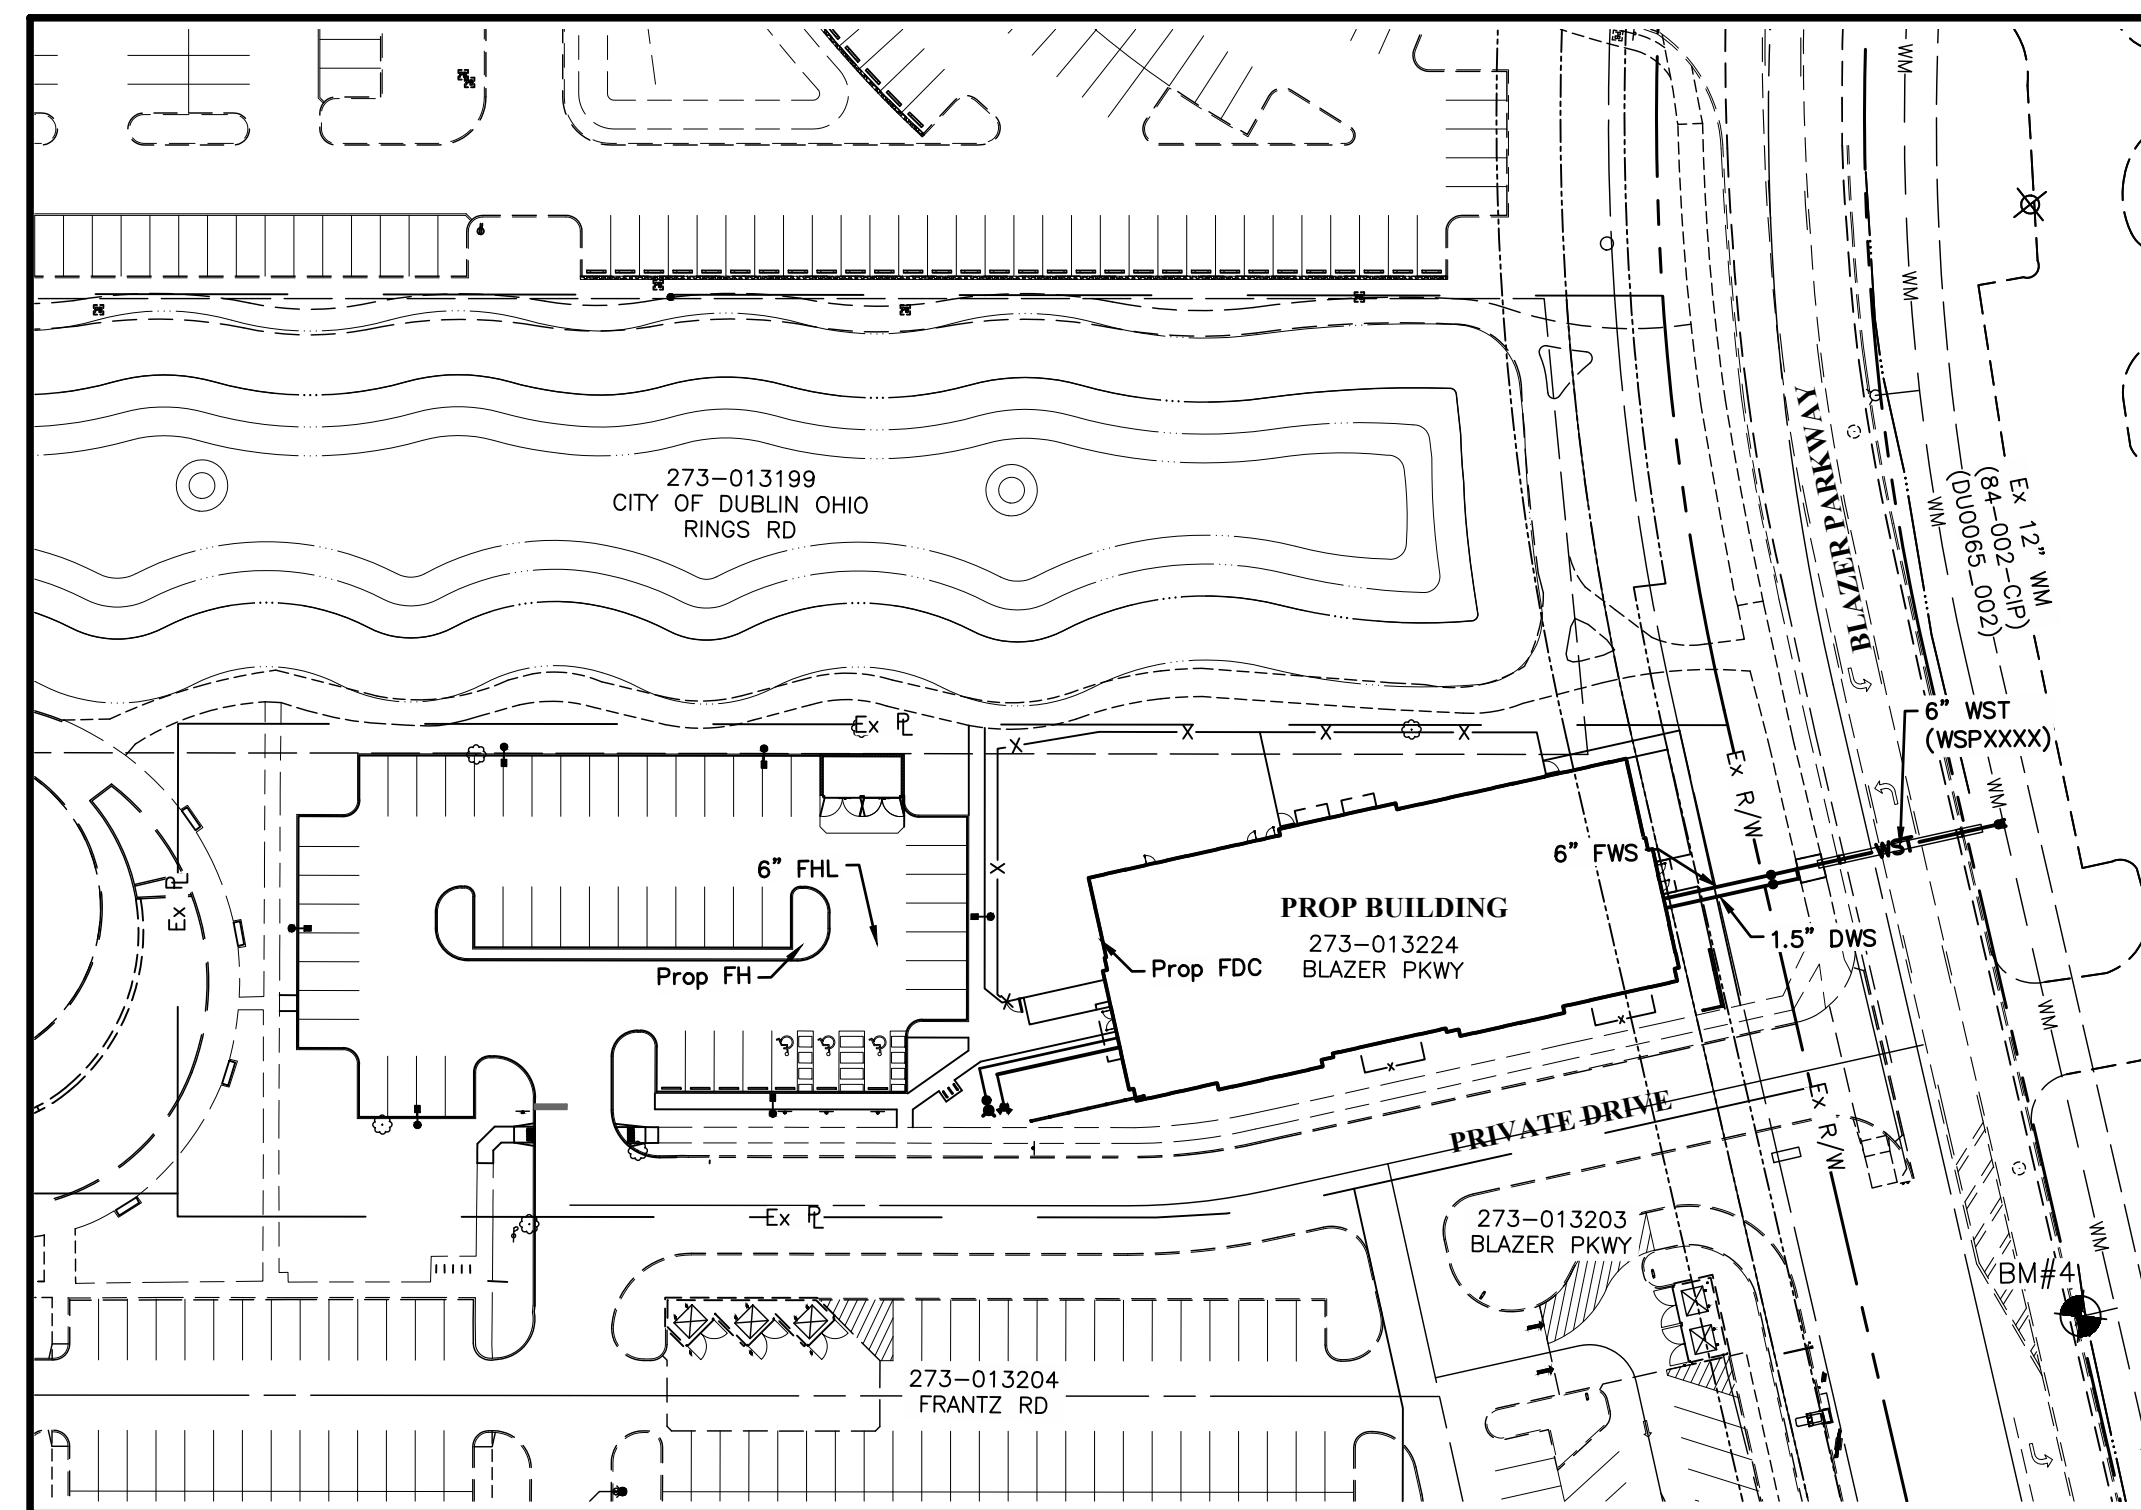 WM
WM
273-013199
CITY OF DUBLIN OHIO
RINGS RD
BLAZER PARKWAY
WM
Ex 12" WM
(84-002-CIP)
(DU0065_002)
Ex PL
X
X
X
X
6" WST
(WSPXXXX)
Ex R/W
WM
WST
6" FHL
X
6" FWS
Ex PL
PROP BUILDING
273-013224
BLAZER PKWY
1.5" DWS
Prop FH
Prop FDC
X
x
x
WM
PRIVATE DRIVE
Ex R/W
Ex PL
273-013203
BLAZER PKWY
WM
BM#4
273-013204
FRANTZ RD